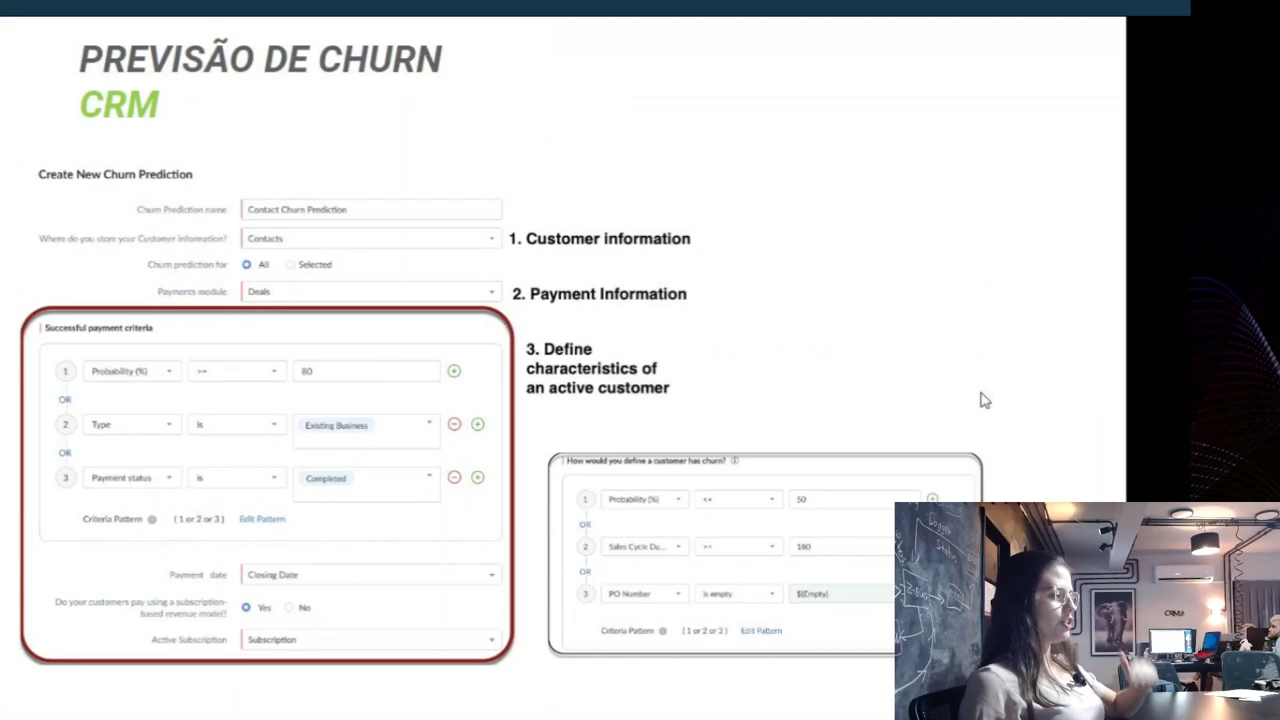 PREVISÃO DE CHURN
CRM
Create New Churn Prediction
Churn Prediction name
Contact Churn Prediction
Where do you store your Customer information?
Contacts
1. Customer information
Churn prediction for
All
Selected
Payments module
Deals
2. Payment Information
Successful payment criteria
3. Define
characteristics of
an active customer
1
Probability (%)
>=
80
OR
2
Type
is
Existing Business
OR
3
Payment status
is
Completed
Criteria Pattern
( 1 or 2 or 3 )
Edit Pattern
Payment date
Closing Date
Do your customers pay using a subscription-
based revenue model?
Yes
No
Active Subscription
Subscription
How would you define a customer has churn?
1
Probability (%)
<=
50
OR
2
Sales Cycle Du...
>=
180
OR
3
PO Number
is empty
${Empty}
Criteria Pattern
( 1 or 2 or 3 )
Edit Pattern
CRM